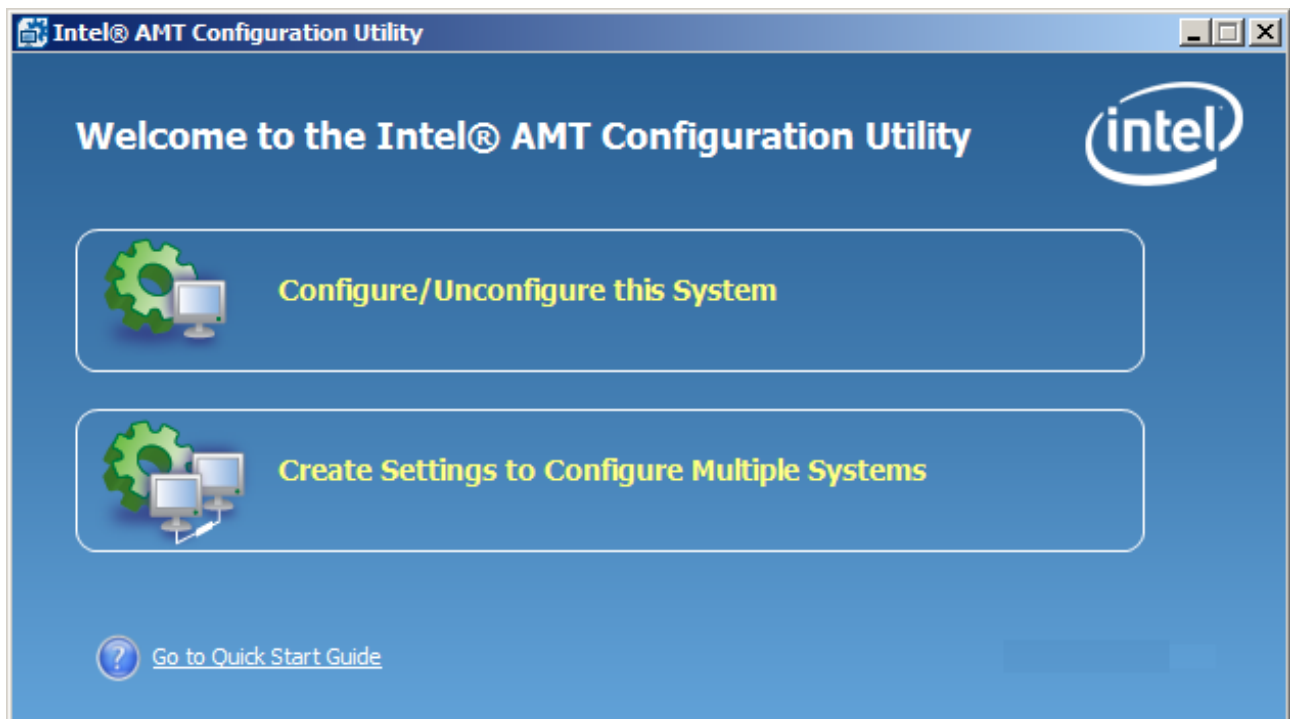 Intel® AMT Configuration Utility
Welcome to the Intel® AMT Configuration Utility
intel
Configure/Unconfigure this System
Create Settings to Configure Multiple Systems
? Go to Quick Start Guide